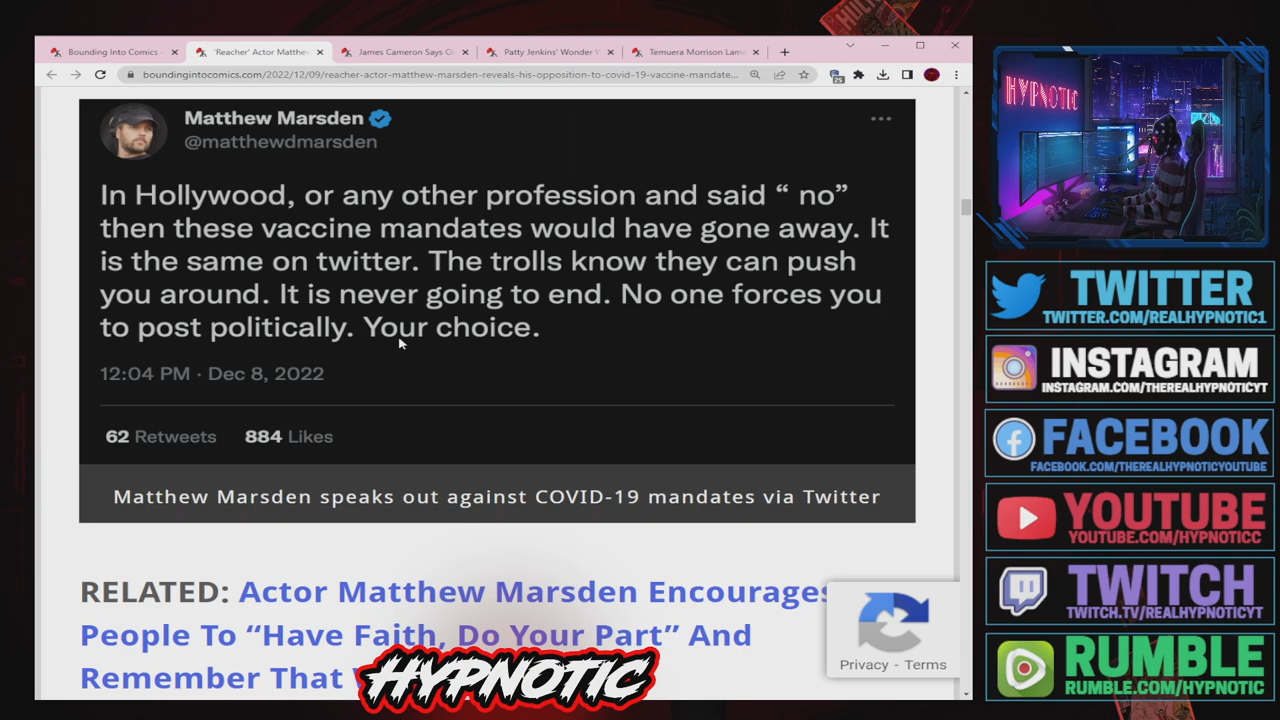 Bounding Into Comics
'Reacher' Actor Matthew
James Cameron Says
Patty Jenkins' Wonder
Temuera Morrison
boundingintocomics.com/2022/12/09/reacher-actor-matthew-marsden-reveals-his-opposition-to-covid-19-vaccine-mandate...
25
Matthew Marsden
@matthewdmarsden
In Hollywood, or any other profession and said “ no”
then these vaccine mandates would have gone away. It
is the same on twitter. The trolls know they can push
you around. It is never going to end. No one forces you
to post politically. Your choice.
12:04 PM · Dec 8, 2022
62 Retweets 884 Likes
Matthew Marsden speaks out against COVID-19 mandates via Twitter
RELATED: Actor Matthew Marsden Encourages
People To “Have Faith, Do Your Part” And
Remember That
Privacy - Terms
HYPNOTIC
HYPNOTIC
TWITTER
TWITTER.COM/REALHYPNOTIC1
INSTAGRAM
INSTAGRAM.COM/THEREALHYPNOTICYT
FACEBOOK
FACEBOOK.COM/THEREALHYPNOTICYOUTUBE
YOUTUBE
YOUTUBE.COM/HYPNOTICC
TWITCH
TWITCH.TV/REALHYPNOTICYT
RUMBLE
RUMBLE.COM/HYPNOTIC